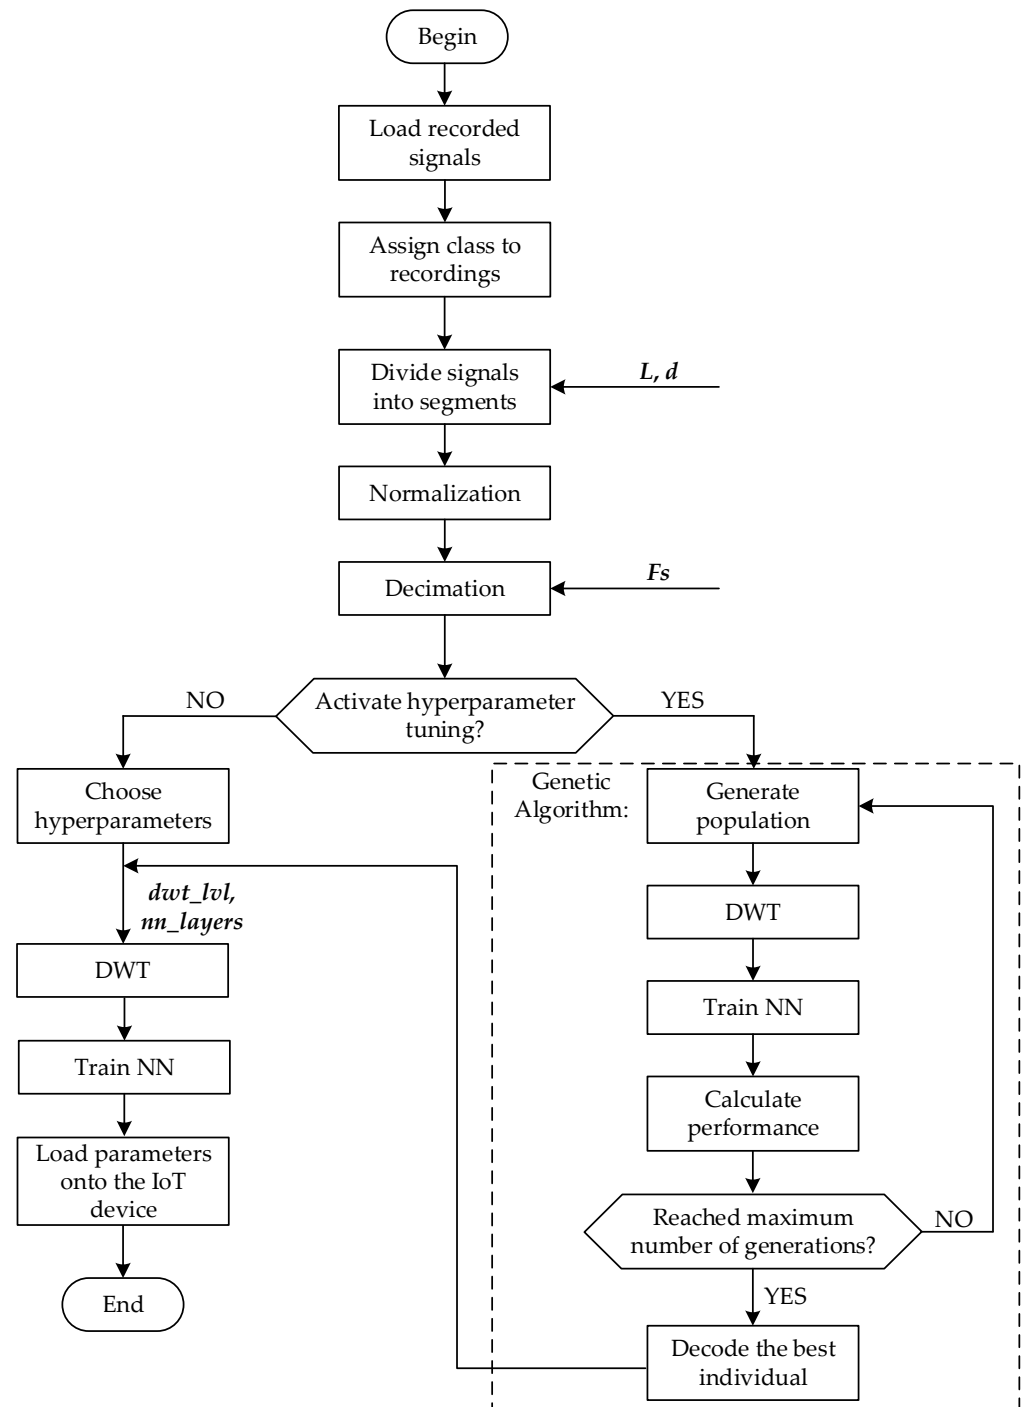 Begin
Load recorded
signals
Assign class to
recordings
Divide signals
into segments
L, d
Normalization
Decimation
Fs
NO
Activate hyperparameter
tuning?
YES
Choose
hyperparameters
dwt_lvl,
nn_layers
DWT
Train NN
Load parameters
onto the IoT
device
End
Genetic
Algorithm:
Generate
population
DWT
Train NN
Calculate
performance
Reached maximum
number of generations?
NO
YES
Decode the best
individual